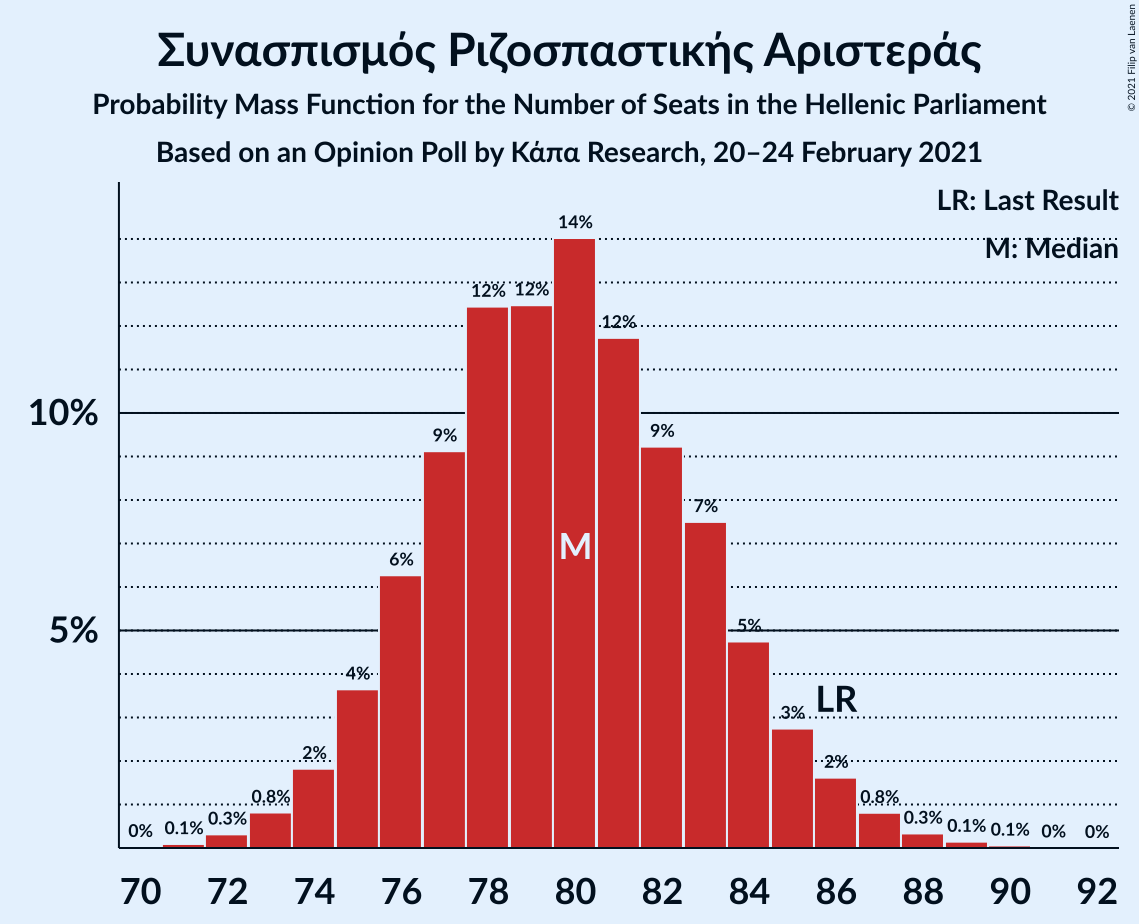 Συνασπισμός Ριζοσπαστικής Αριστεράς
Probability Mass Function for the Number of Seats in the Hellenic Parliament
Based on an Opinion Poll by Κάπα Research, 20–24 February 2021
© 2021 Filip van Laenen
LR: Last Result
M: Median
14%
12% 12%
12%
10%
9% 9%
7%
M
6%
5%
5%
4%
LR
3%
2% 2%
0.8% 0.8%
0% 0.1% 0.3% 0.3% 0.1% 0.1% 0% 0%
70 72 74 76 78 80 82 84 86 88 90 92